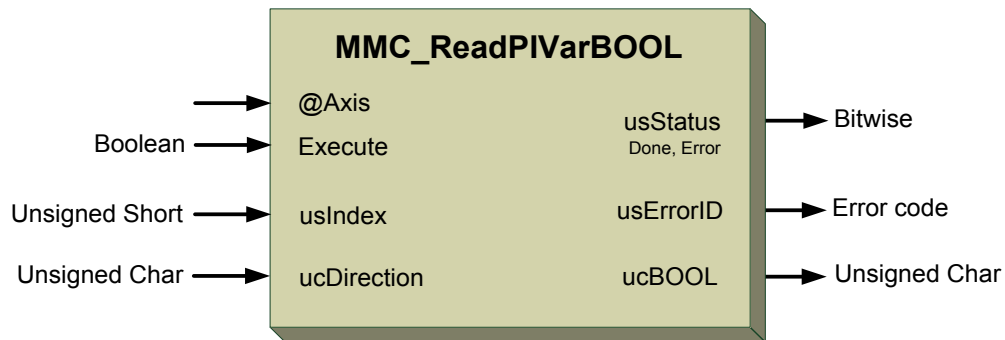 MMC_ReadPIVarBOOL
@Axis
Boolean
Execute
usStatus
Done, Error
Bitwise
Unsigned Short
usIndex
usErrorID
Error code
Unsigned Char
ucDirection
ucBOOL
Unsigned Char